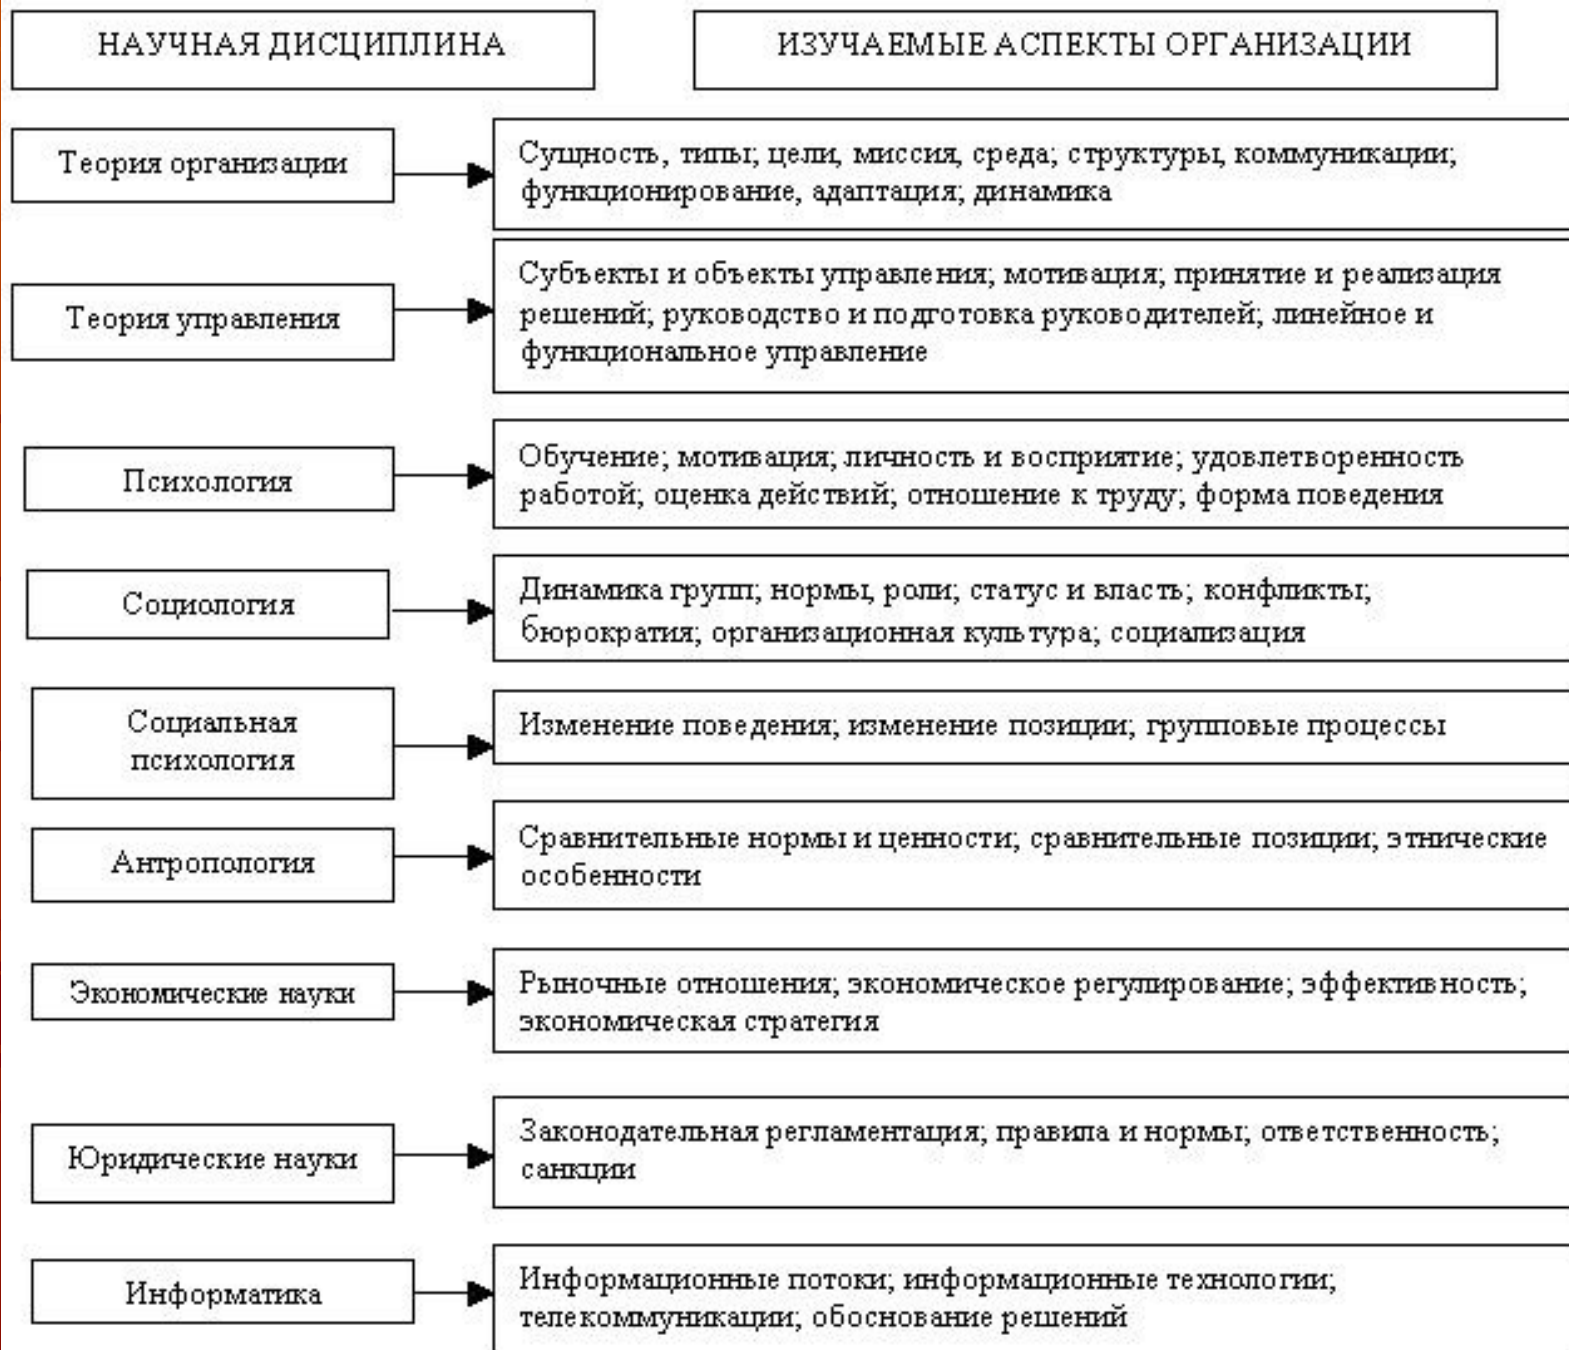 НАУЧНАЯ ДИСЦИПЛИНА
ИЗУЧАЕМЫЕ АСПЕКТЫ ОРГАНИЗАЦИИ
Теория организации
Сущность, типы; цели, миссия, среда; структуры, коммуникации;
функционирование, адаптация; динамика
Теория управления
Субъекты и объекты управления; мотивация; принятие и реализация
решений; руководство и подготовка руководителей; линейное и
функциональное управление
Психология
Обучение; мотивация; личность и восприятие; удовлетворенность
работой; оценка действий; отношение к труду; форма поведения
Социология
Динамика групп; нормы, роли; статус и власть; конфликты;
бюрократия; организационная культура; социализация
Социальная
психология
Изменение поведения; изменение позиции; групповые процессы
Антропология
Сравнительные нормы и ценности; сравнительные позиции; этнические
особенности
Экономические науки
Рыночные отношения; экономическое регулирование; эффективность;
экономическая стратегия
Юридические науки
Законодательная регламентация; правила и нормы; ответственность;
санкции
Информатика
Информационные потоки; информационные технологии;
телекоммуникации; обоснование решений